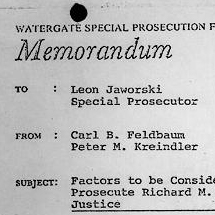 WATERGATE SPECIAL PROSECUTION F
Memorandum
TO : Leon Jaworski
Special Prosecutor
FROM : Carl B. Feldbaum
Peter M. Kreindler
SUBJECT: Factors to be Conside
Prosecute Richard M.
Justice